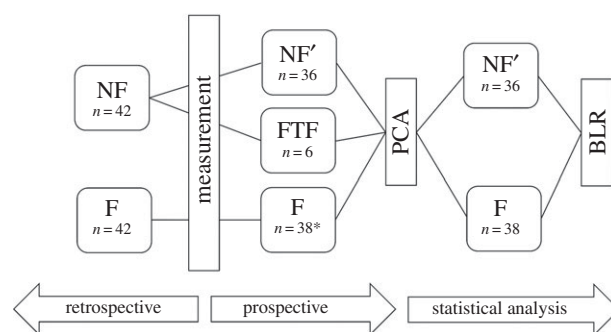 NF
n = 42
F
n = 42
measurement
NF′
n = 36
FTF
n = 6
F
n = 38*
PCA
NF′
n = 36
F
n = 38
BLR
retrospective
prospective
statistical analysis